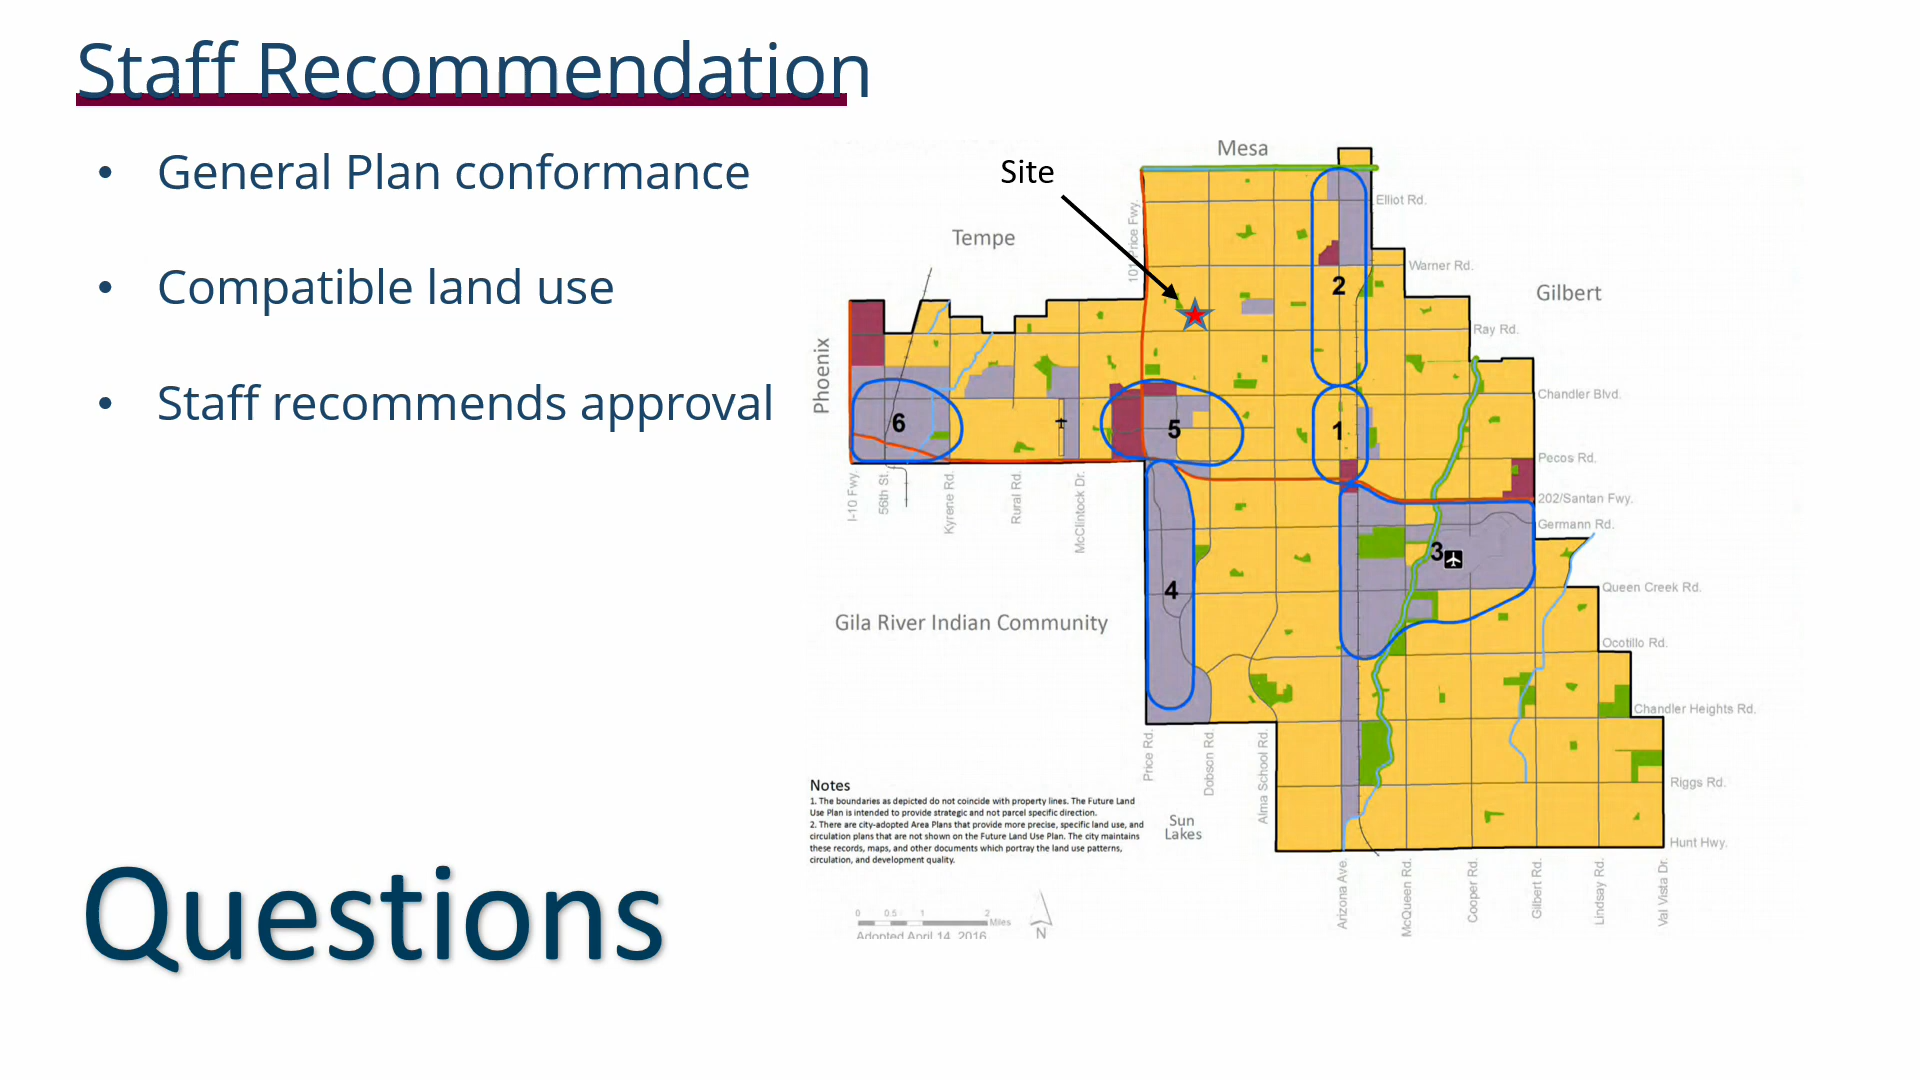 Staff Recommendation
• General Plan conformance
• Compatible land use
• Staff recommends approval
Questions
Mesa
Site
Tempe
Phoenix
Gilbert
Gila River Indian Community
Sun
Lakes
101/Price Fwy.
Elliot Rd.
Warner Rd.
Ray Rd.
Chandler Blvd.
Pecos Rd.
202/Santan Fwy.
Germann Rd.
Queen Creek Rd.
Ocotillo Rd.
Chandler Heights Rd.
Riggs Rd.
Hunt Hwy.
2
6
5
1
3
4
I-10 Fwy.
56th St.
Kyrene Rd.
Rural Rd.
McClintock Dr.
Price Rd.
Dobson Rd.
Alma School Rd.
Arizona Ave.
McQueen Rd.
Cooper Rd.
Gilbert Rd.
Lindsay Rd.
Val Vista Dr.
Notes
1. The boundaries as depicted do not coincide with property lines. The Future Land
Use Plan is intended to provide strategic and not parcel specific direction.
2. There are city-adopted Area Plans that provide more precise, specific land use, and
circulation plans that are not shown on the Future Land Use Plan. The city maintains
these records, maps, and other documents which portray the land use patterns,
circulation, and development quality.
0 0.5 1 2
Miles
N
Adopted April 14, 2016